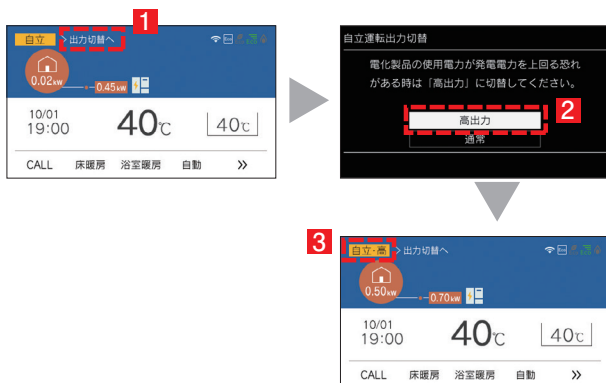 1
自立 >出力切替へ
0.02kw
0.45kw
10/01
19:00
40℃
40℃
CALL 床暖房 浴室暖房 自動 »
自立運転出力切替
電化製品の使用電力が発電電力を上回る恐れ
がある時は「高出力」に切替してください。
高出力
2
通常
3
自立・高 >出力切替へ
0.50kw
0.70kw
10/01
19:00
40℃
40℃
CALL 床暖房 浴室暖房 自動 »